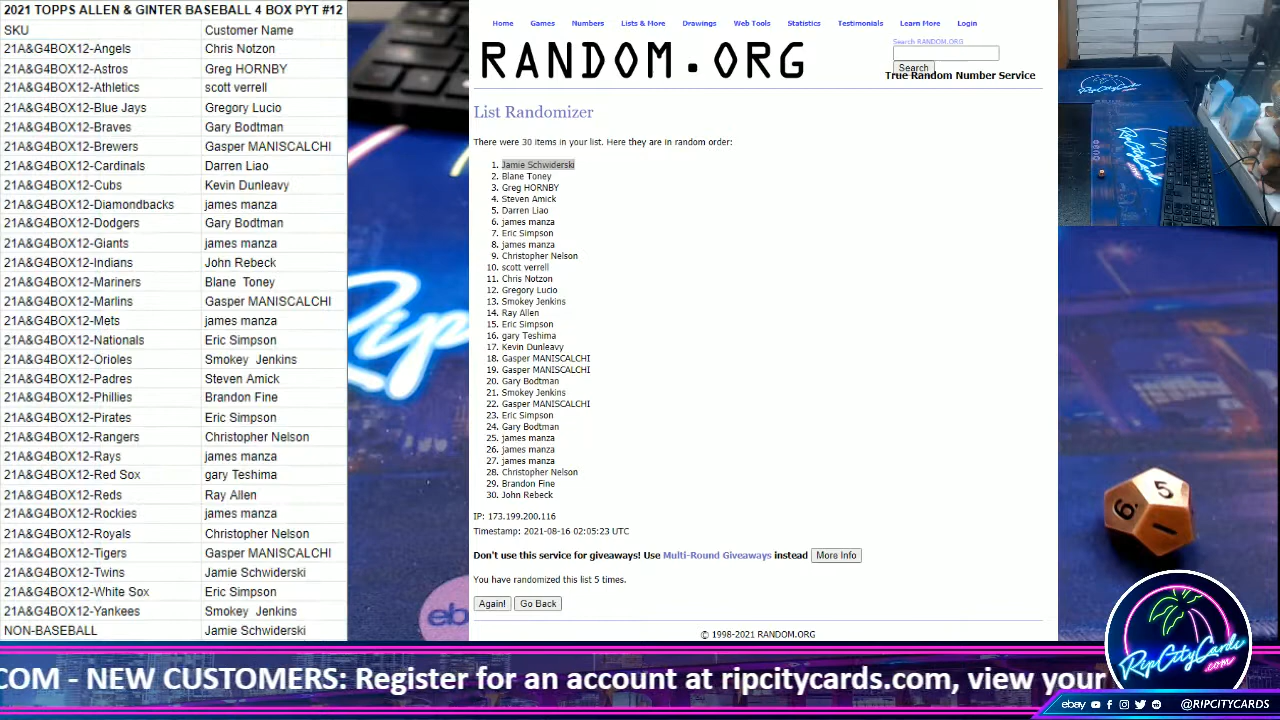 2021 TOPPS ALLEN & GINTER BASEBALL 4 BOX PYT #12
SKU Customer Name
21A&G4BOX12-Angels Chris Notzon
21A&G4BOX12-Astros Greg HORNBY
21A&G4BOX12-Athletics scott verrell
21A&G4BOX12-Blue Jays Gregory Lucio
21A&G4BOX12-Braves Gary Bodtman
21A&G4BOX12-Brewers Gasper MANISCALCHI
21A&G4BOX12-Cardinals Darren Liao
21A&G4BOX12-Cubs Kevin Dunleavy
21A&G4BOX12-Diamondbacks james manza
21A&G4BOX12-Dodgers Gary Bodtman
21A&G4BOX12-Giants james manza
21A&G4BOX12-Indians John Rebeck
21A&G4BOX12-Mariners Blane Toney
21A&G4BOX12-Marlins Gasper MANISCALCHI
21A&G4BOX12-Mets james manza
21A&G4BOX12-Nationals Eric Simpson
21A&G4BOX12-Orioles Smokey Jenkins
21A&G4BOX12-Padres Steven Amick
21A&G4BOX12-Phillies Brandon Fine
21A&G4BOX12-Pirates Eric Simpson
21A&G4BOX12-Rangers Christopher Nelson
21A&G4BOX12-Rays james manza
21A&G4BOX12-Red Sox gary Teshima
21A&G4BOX12-Reds Ray Allen
21A&G4BOX12-Rockies james manza
21A&G4BOX12-Royals Christopher Nelson
21A&G4BOX12-Tigers Gasper MANISCALCHI
21A&G4BOX12-Twins Jamie Schwiderski
21A&G4BOX12-White Sox Eric Simpson
21A&G4BOX12-Yankees Smokey Jenkins
NON-BASEBALL Jamie Schwiderski
Home Games Numbers Lists & More Drawings Web Tools Statistics Testimonials Learn More Login
RANDOM.ORG
Search RANDOM.ORG
Search
True Random Number Service
List Randomizer
There were 30 items in your list. Here they are in random order:
1. Jamie Schwiderski
2. Blane Toney
3. Greg HORNBY
4. Steven Amick
5. Darren Liao
6. james manza
7. Eric Simpson
8. james manza
9. Christopher Nelson
10. scott verrell
11. Chris Notzon
12. Gregory Lucio
13. Smokey Jenkins
14. Ray Allen
15. Eric Simpson
16. gary Teshima
17. Kevin Dunleavy
18. Gasper MANISCALCHI
19. Gasper MANISCALCHI
20. Gary Bodtman
21. Smokey Jenkins
22. Gasper MANISCALCHI
23. Eric Simpson
24. Gary Bodtman
25. james manza
26. james manza
27. james manza
28. Christopher Nelson
29. Brandon Fine
30. John Rebeck
IP: 173.199.200.116
Timestamp: 2021-08-16 02:05:23 UTC
Don't use this service for giveaways! Use Multi-Round Giveaways instead More Info
You have randomized this list 5 times.
Again! Go Back
© 1998-2021 RANDOM.ORG
Rip
eb
6 5
RipCityCards
.com
COM - NEW CUSTOMERS: Register for an account at ripcitycards.com, view your
ebay @RIPCITYCARDS